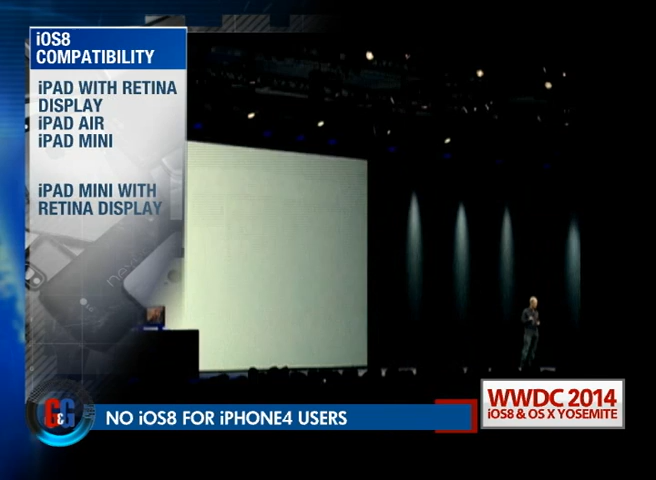 iOS8
COMPATIBILITY
iPAD WITH RETINA
DISPLAY
iPAD AIR
iPAD MINI
iPAD MINI WITH
RETINA DISPLAY
G&G
NO iOS8 FOR iPHONE4 USERS
WWDC 2014
iOS8 & OS X YOSEMITE